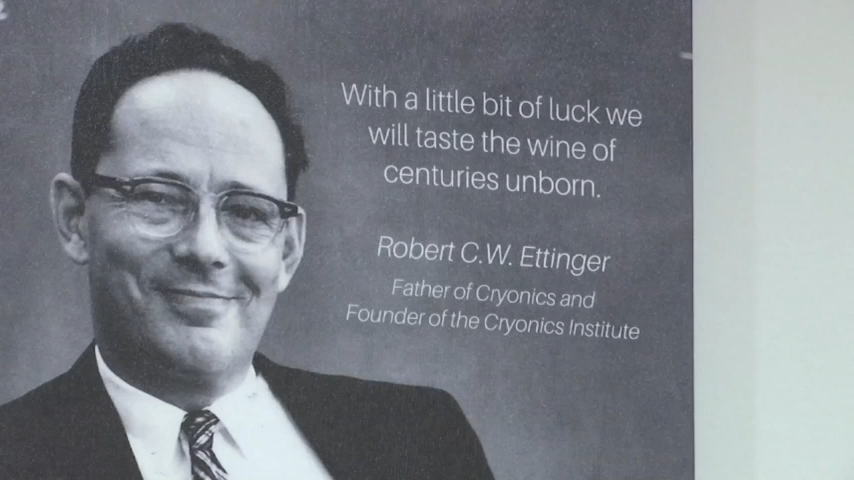 With a little bit of luck we
will taste the wine of
centuries unborn.
Robert C.W. Ettinger
Father of Cryonics and
Founder of the Cryonics Institute